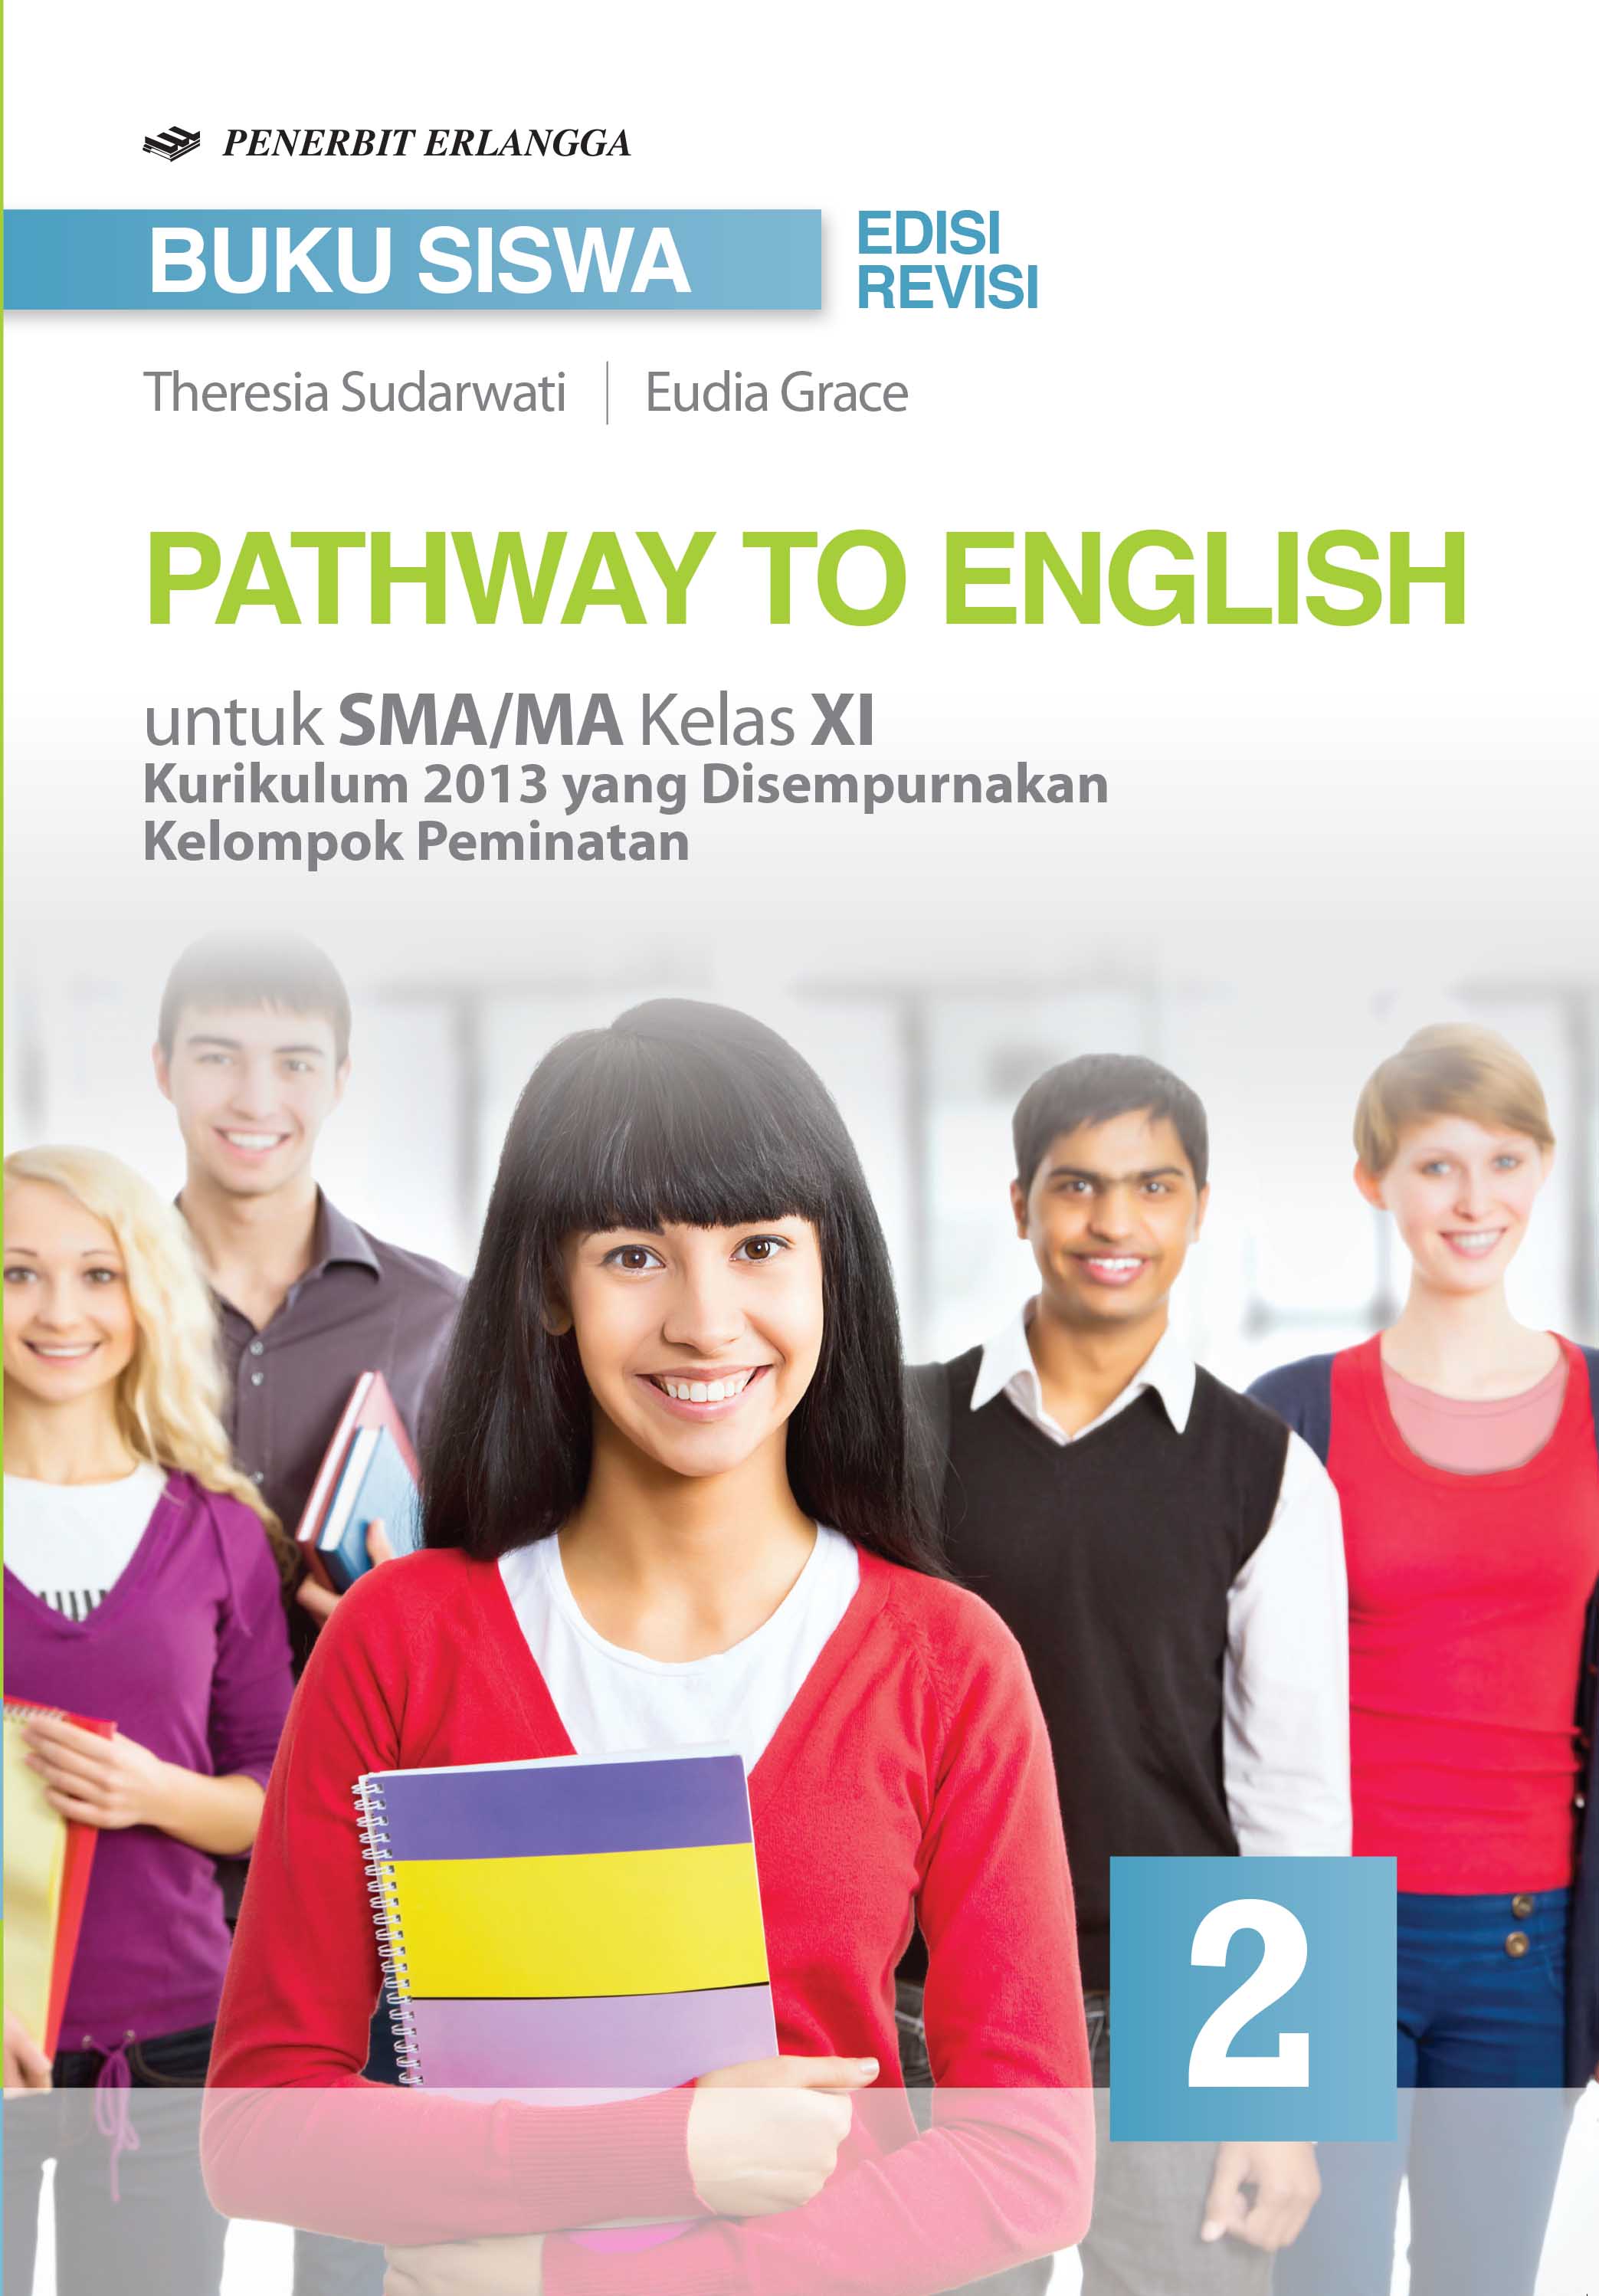 PENERBIT ERLANGGA
BUKU SISWA
EDISI
REVISI
Theresia Sudarwati | Eudia Grace
PATHWAY TO ENGLISH
untuk SMA/MA Kelas XI
Kurikulum 2013 yang Disempurnakan
Kelompok Peminatan
2